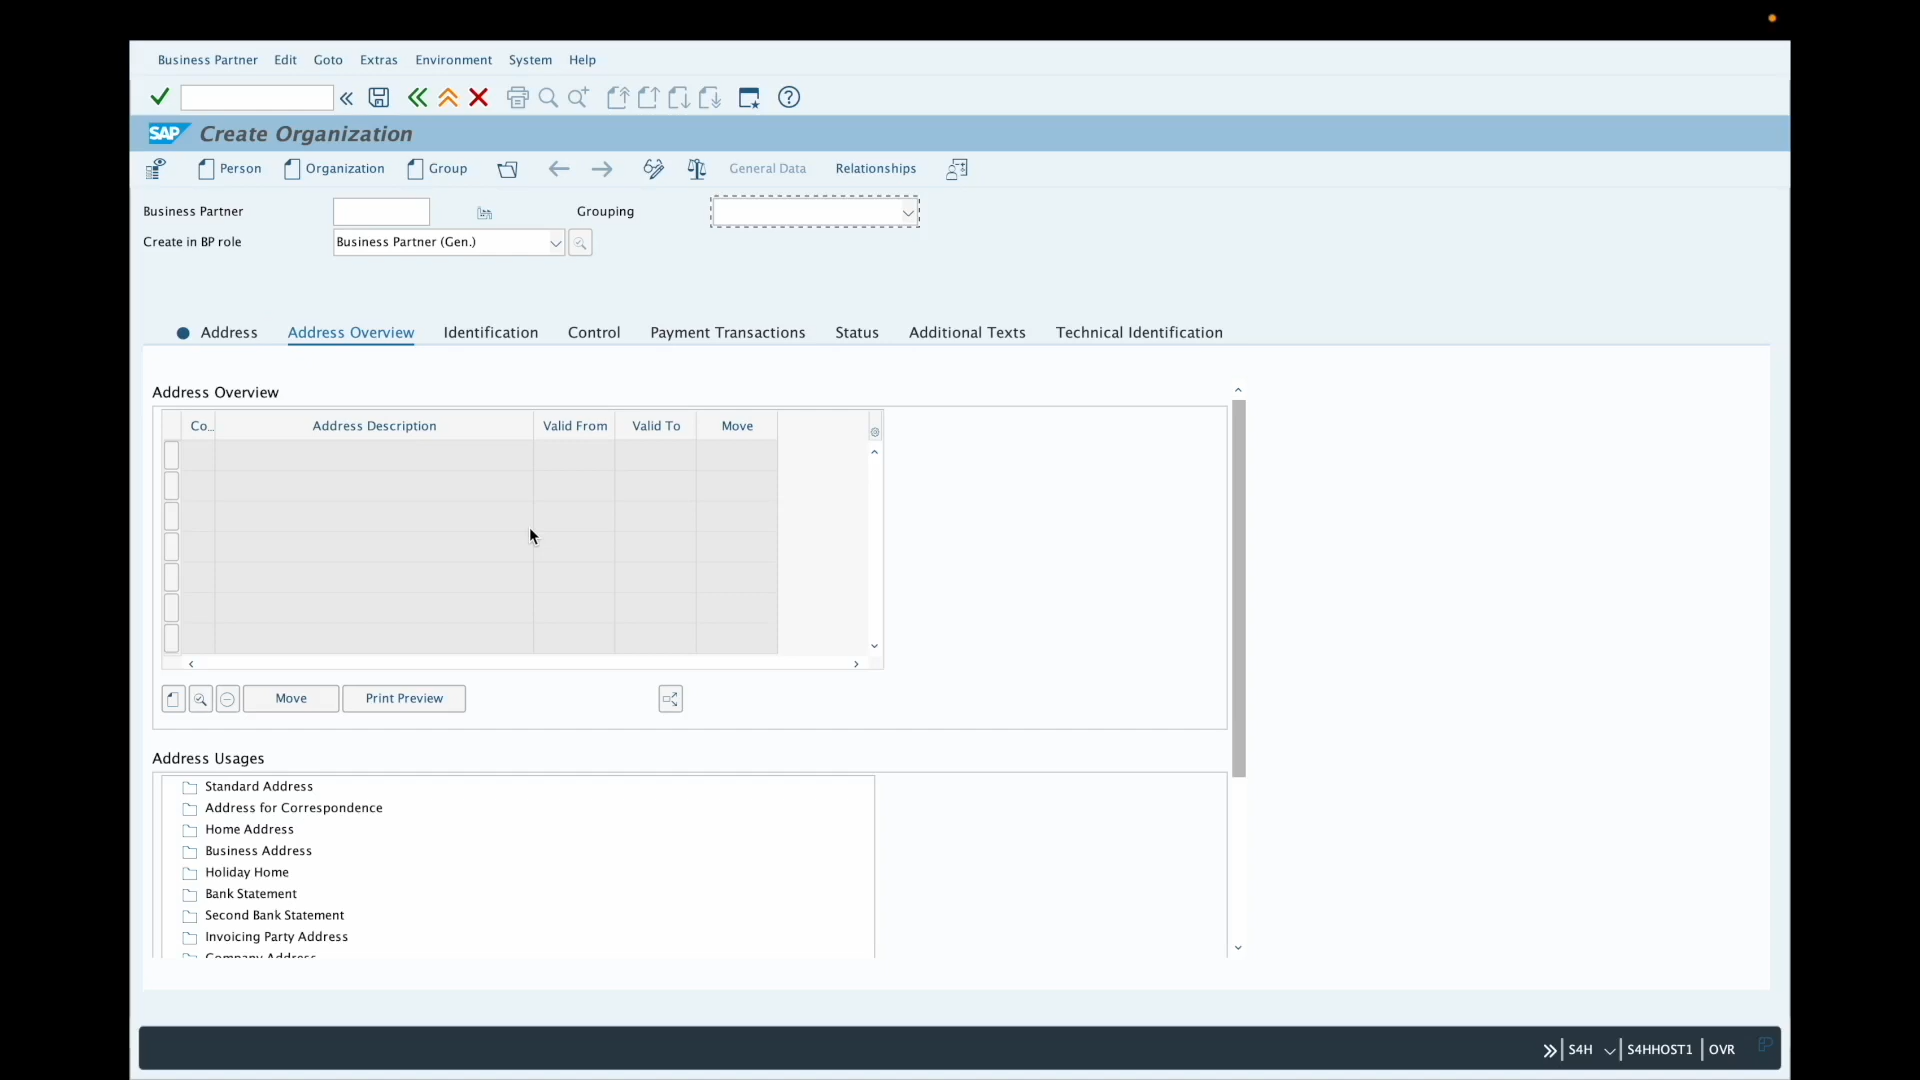 Business Partner Edit Goto Extras Environment System Help
SAP Create Organization
Person Organization Group General Data Relationships
Business Partner Grouping
Create in BP role Business Partner (Gen.)
Address Address Overview Identification Control Payment Transactions Status Additional Texts Technical Identification
Address Overview
Co... Address Description Valid From Valid To Move
Move Print Preview
Address Usages
Standard Address
Address for Correspondence
Home Address
Business Address
Holiday Home
Bank Statement
Second Bank Statement
Invoicing Party Address
Company Address
S4H S4HHOST1 OVR